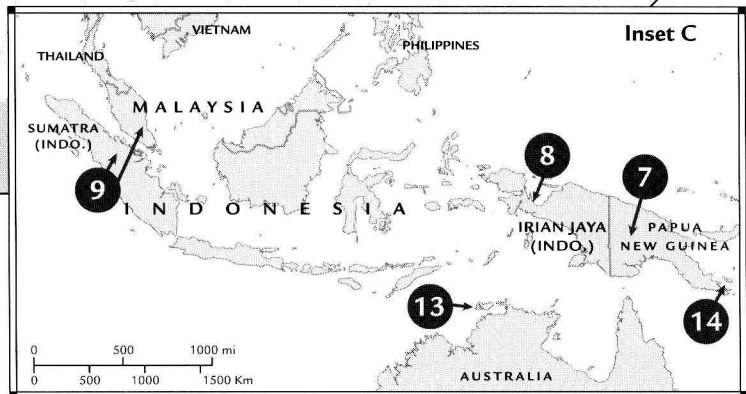 Inset C
VIETNAM
THAILAND
PHILIPPINES
MALAYSIA
SUMATRA
(INDO.)
9
INDONESIA
8
7
IRIAN JAYA
(INDO.)
PAPUA
NEW GUINEA
13
14
AUSTRALIA
0 500 1000 mi
0 500 1000 1500 Km